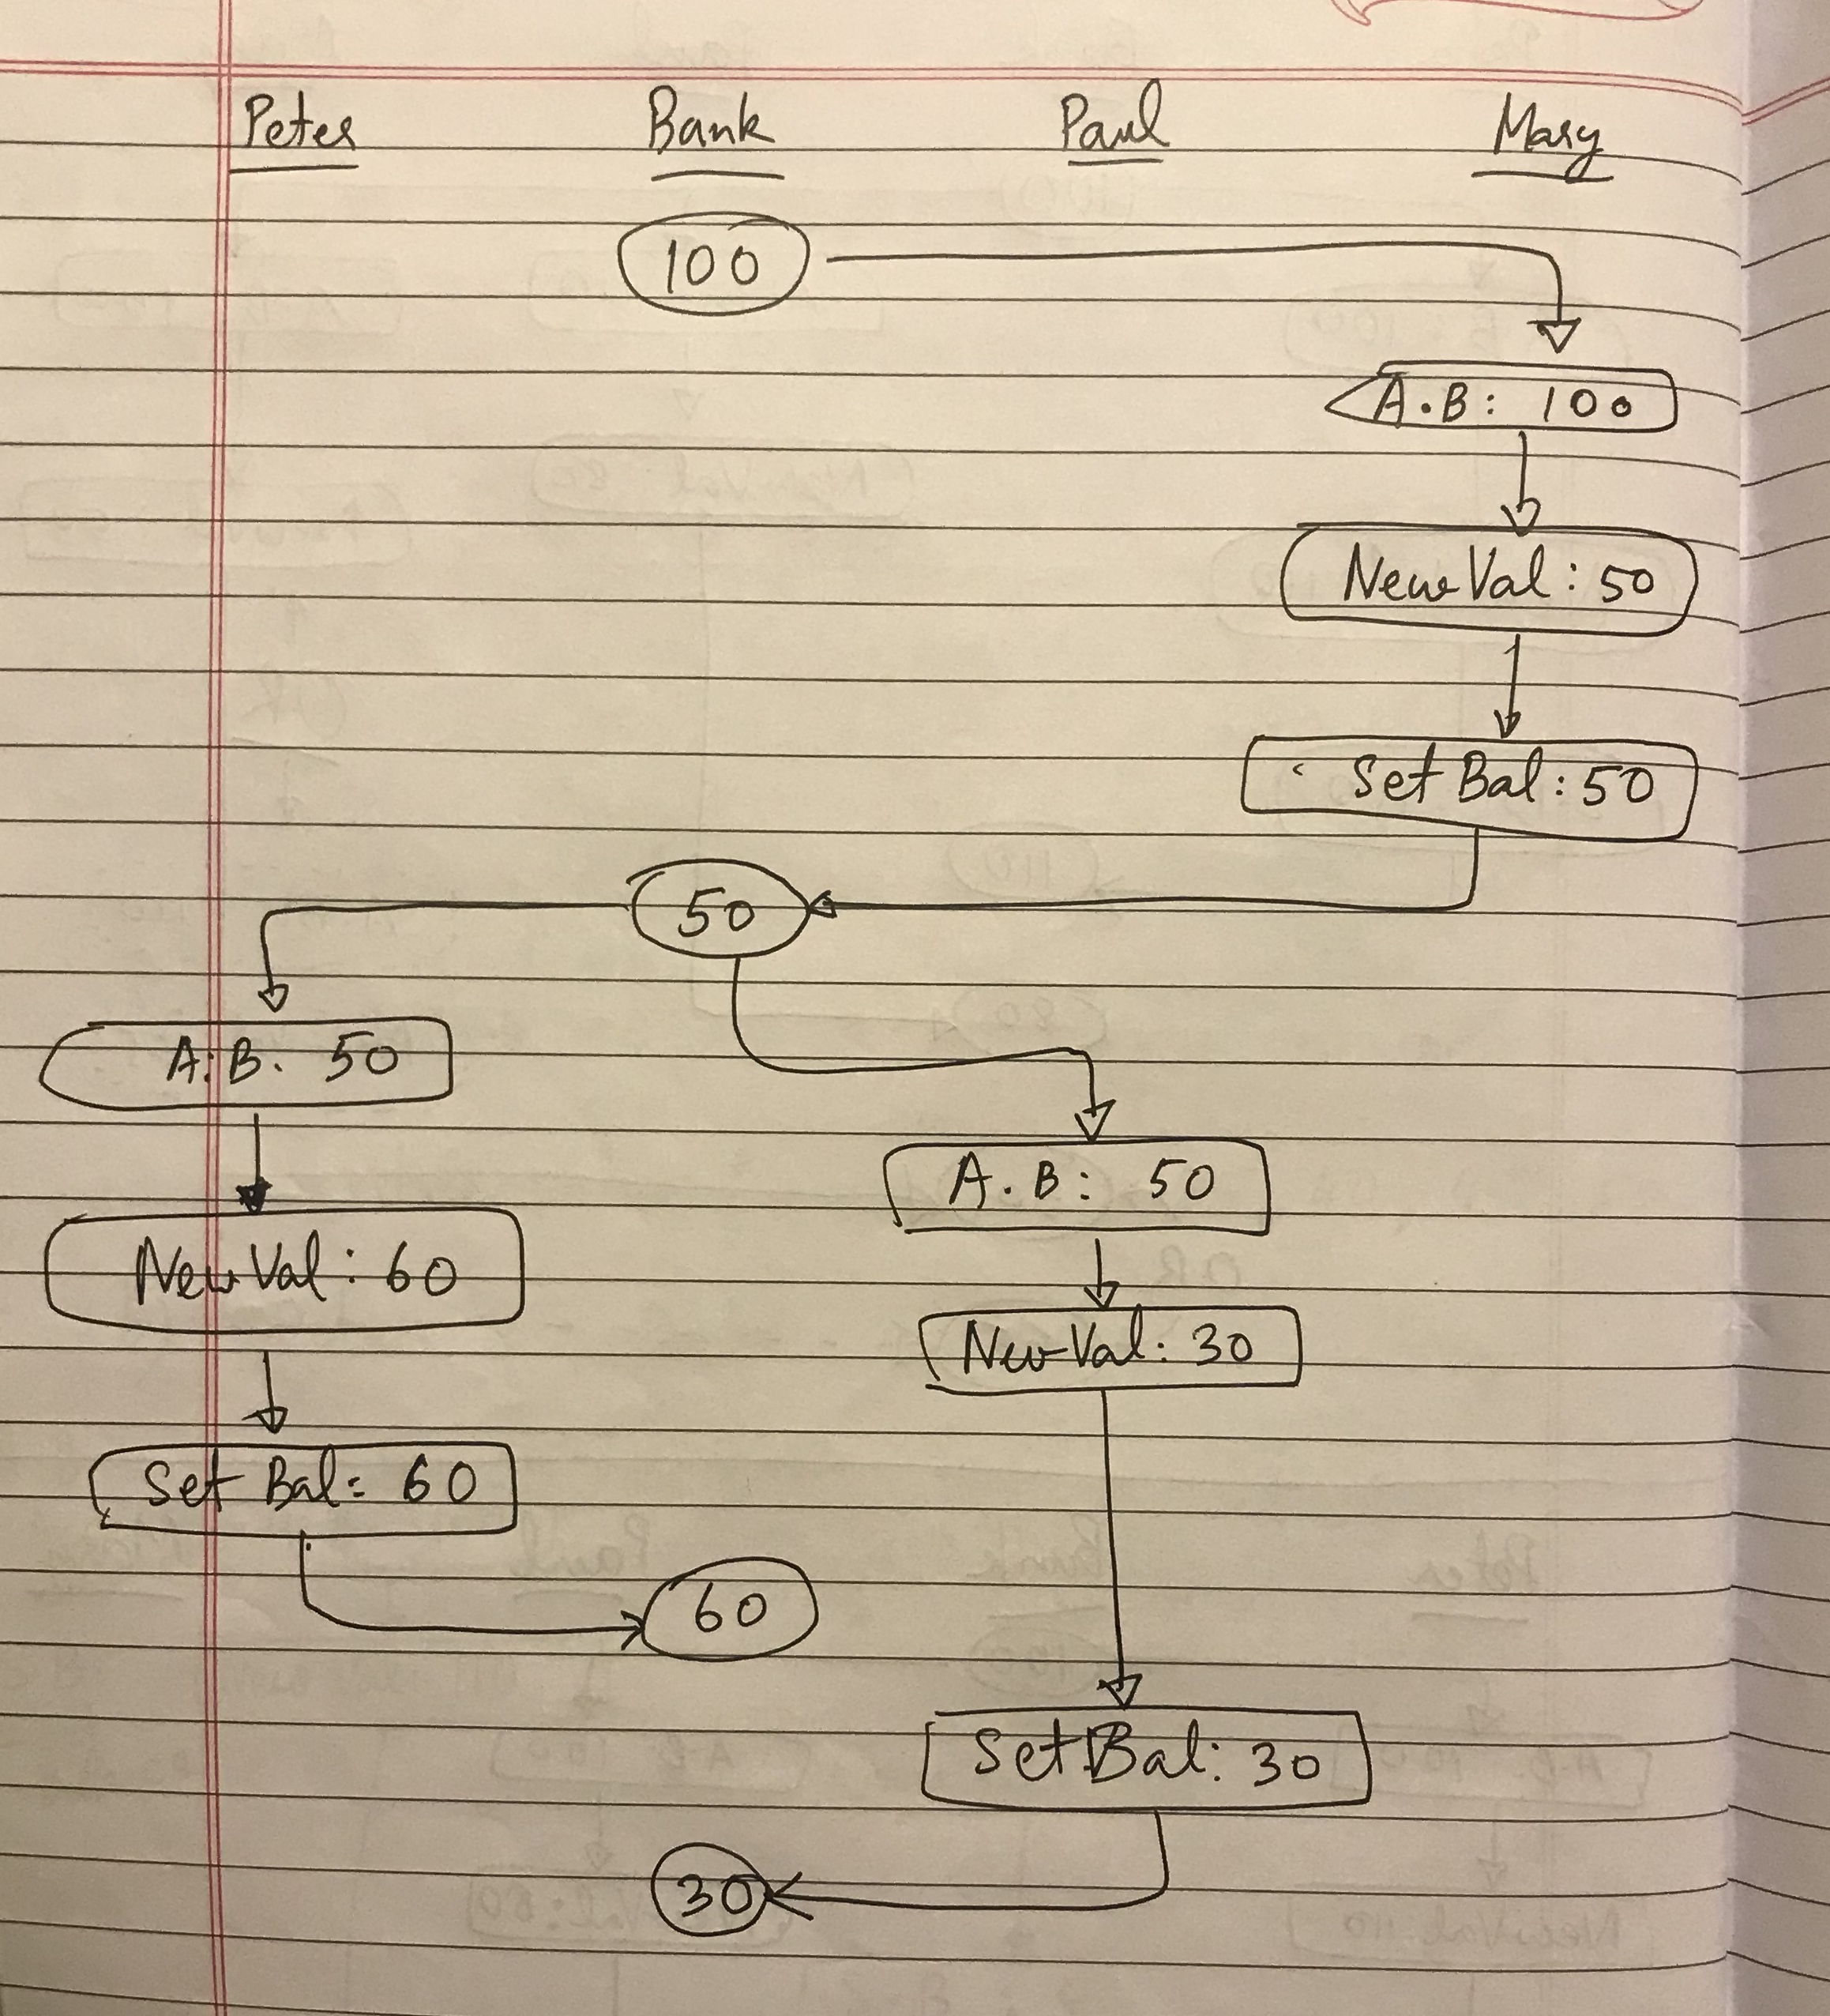 Peter Bank Paul Mary
100
A.B: 100
New Val: 50
Set Bal: 50
50
A.B. 50
A.B: 50
New Val: 60
New Val: 30
Set Bal: 60
60
Set Bal: 30
30